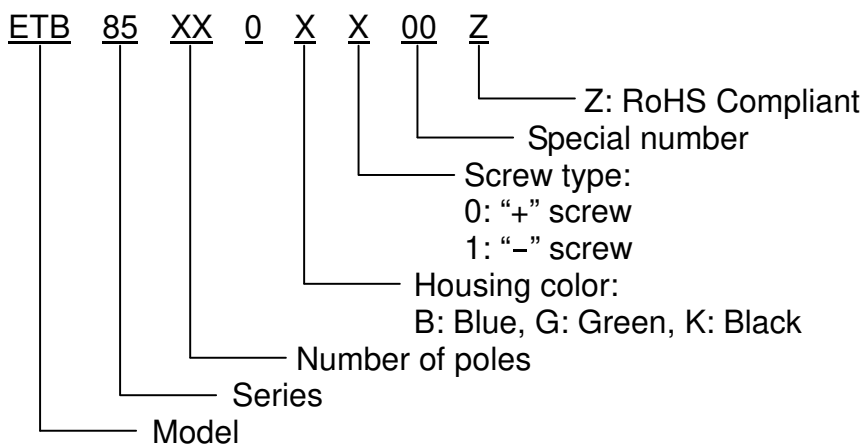 ETB 85 XX 0 X X 00 Z
Z: RoHS Compliant
Special number
Screw type:
0: “+” screw
1: “−” screw
Housing color:
B: Blue, G: Green, K: Black
Number of poles
Series
Model